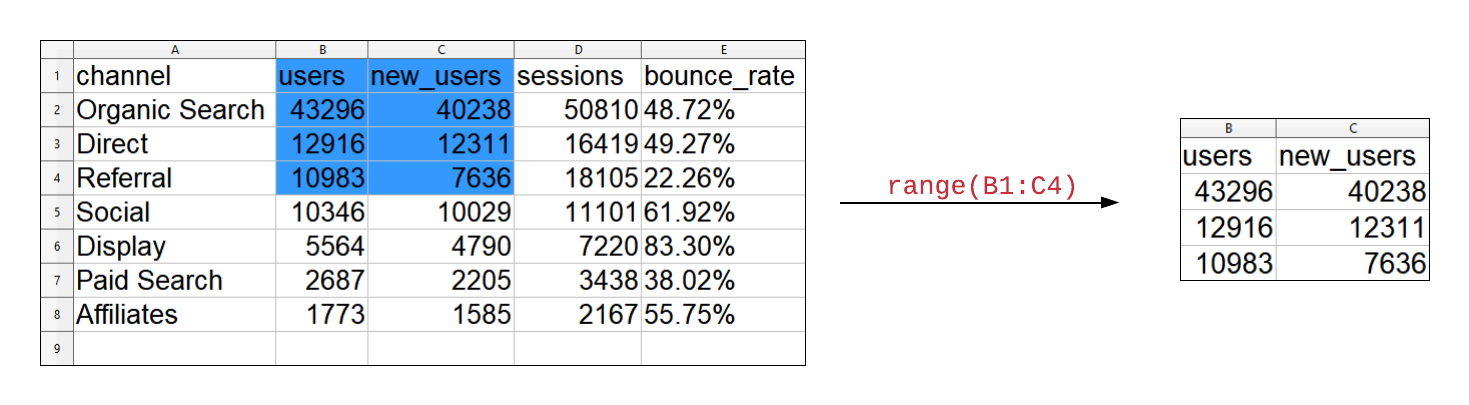 A B C D E
1 channel users new_users sessions bounce_rate
2 Organic Search 43296 40238 50810 48.72%
3 Direct 12916 12311 16419 49.27%
4 Referral 10983 7636 18105 22.26%
5 Social 10346 10029 11101 61.92%
6 Display 5564 4790 7220 83.30%
7 Paid Search 2687 2205 3438 38.02%
8 Affiliates 1773 1585 2167 55.75%
9
range(B1:C4)
B C
users new_users
43296 40238
12916 12311
10983 7636